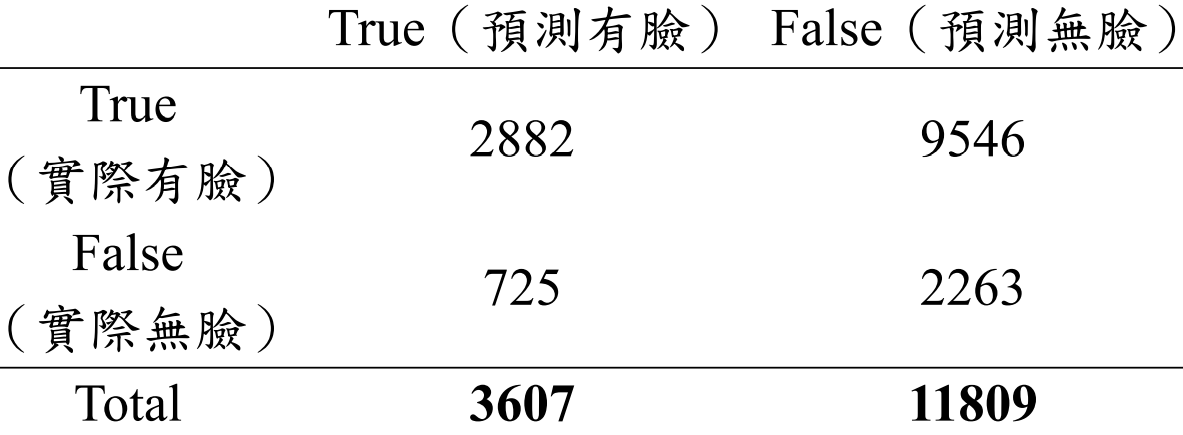 True（預測有臉） False（預測無臉）
True
（實際有臉） 2882 9546
False
（實際無臉） 725 2263
Total 3607 11809